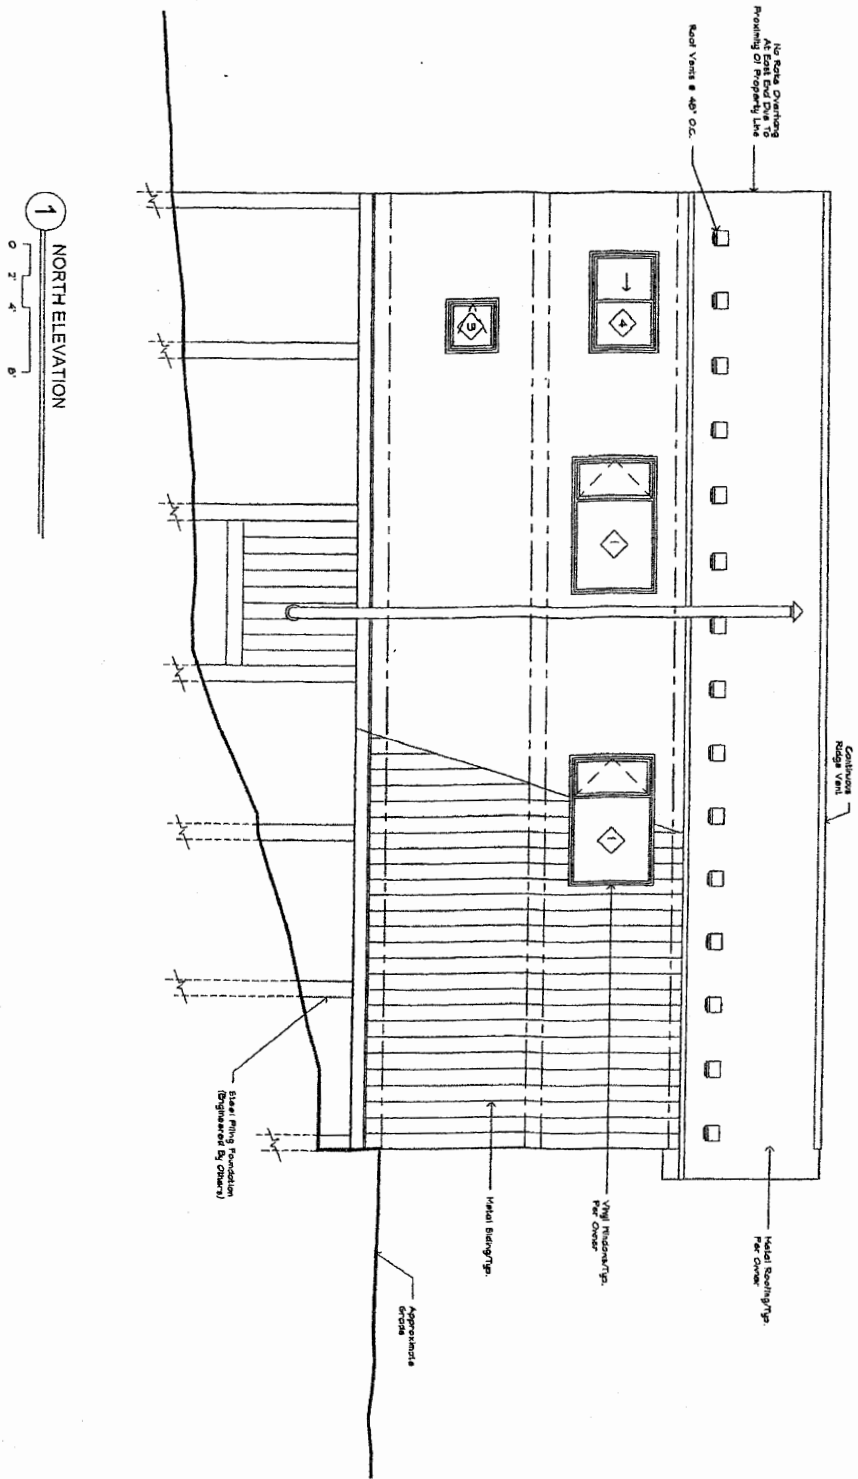 No Rake Overhang
At East End Due To
Proximity Of Property Line
Roof Vents @ 48" O.C.
Continuous
Ridge Vent
4
3
1
1
Metal Roofing/Typ.
Per Owner
Vinyl Windows/Typ.
Per Owner
Metal Siding/Typ.
Approximate
Grade
Steel Piling Foundation
(Engineered By Others)
1
NORTH ELEVATION
0 2' 4' 8'